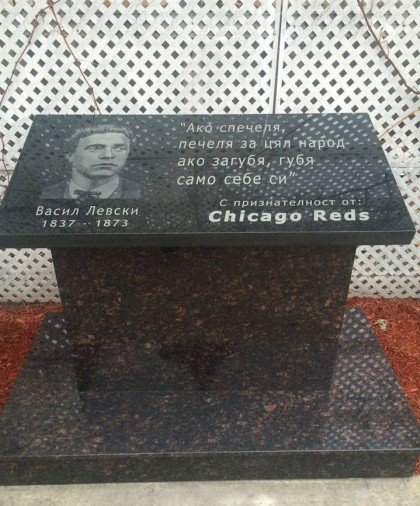 "Ако спечеля,
печеля за цял народ
ако загубя, губя
само себе си"
Васил Левски
1837 - 1873
С признателност от:
Chicago Reds